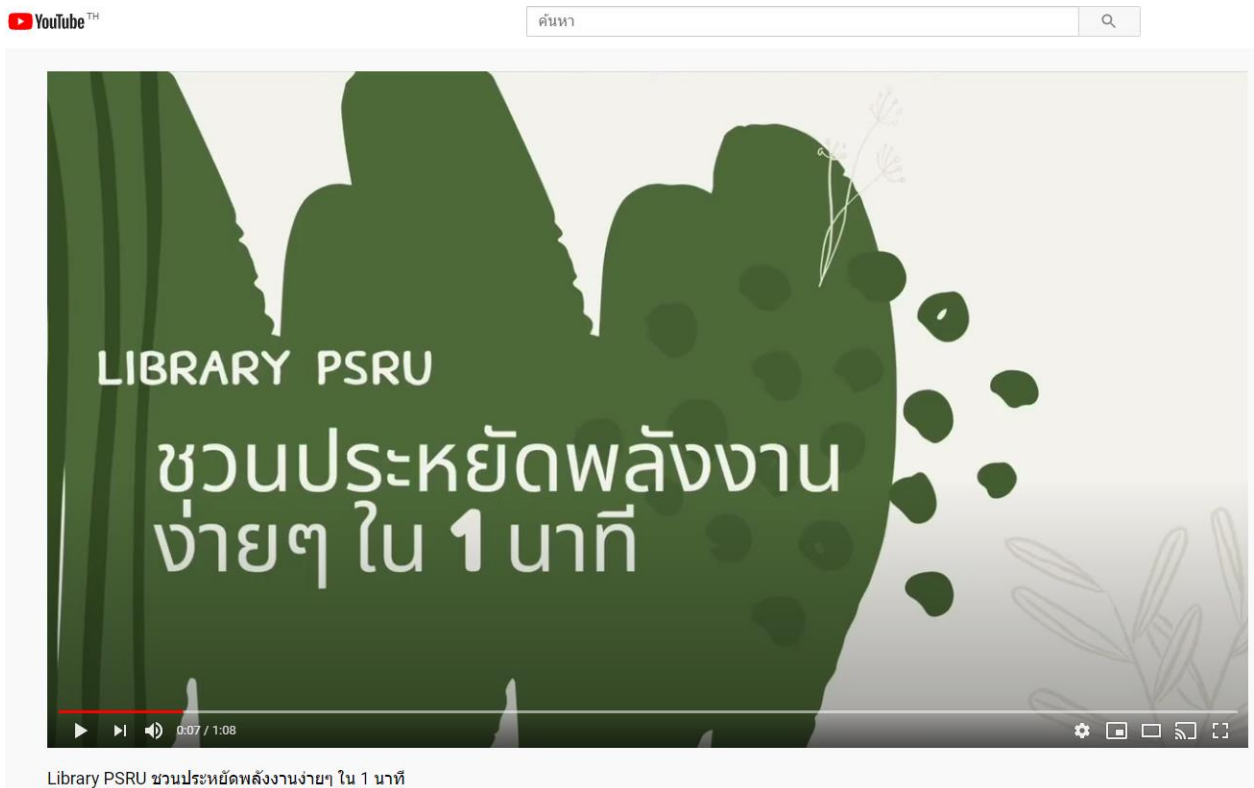 YouTube TH
ค้นหา
LIBRARY PSRU
ชวนประหยัดพลังงาน
ง่ายๆ ใน 1 นาที
0:07 / 1:08
Library PSRU ชวนประหยัดพลังงานง่ายๆ ใน 1 นาที